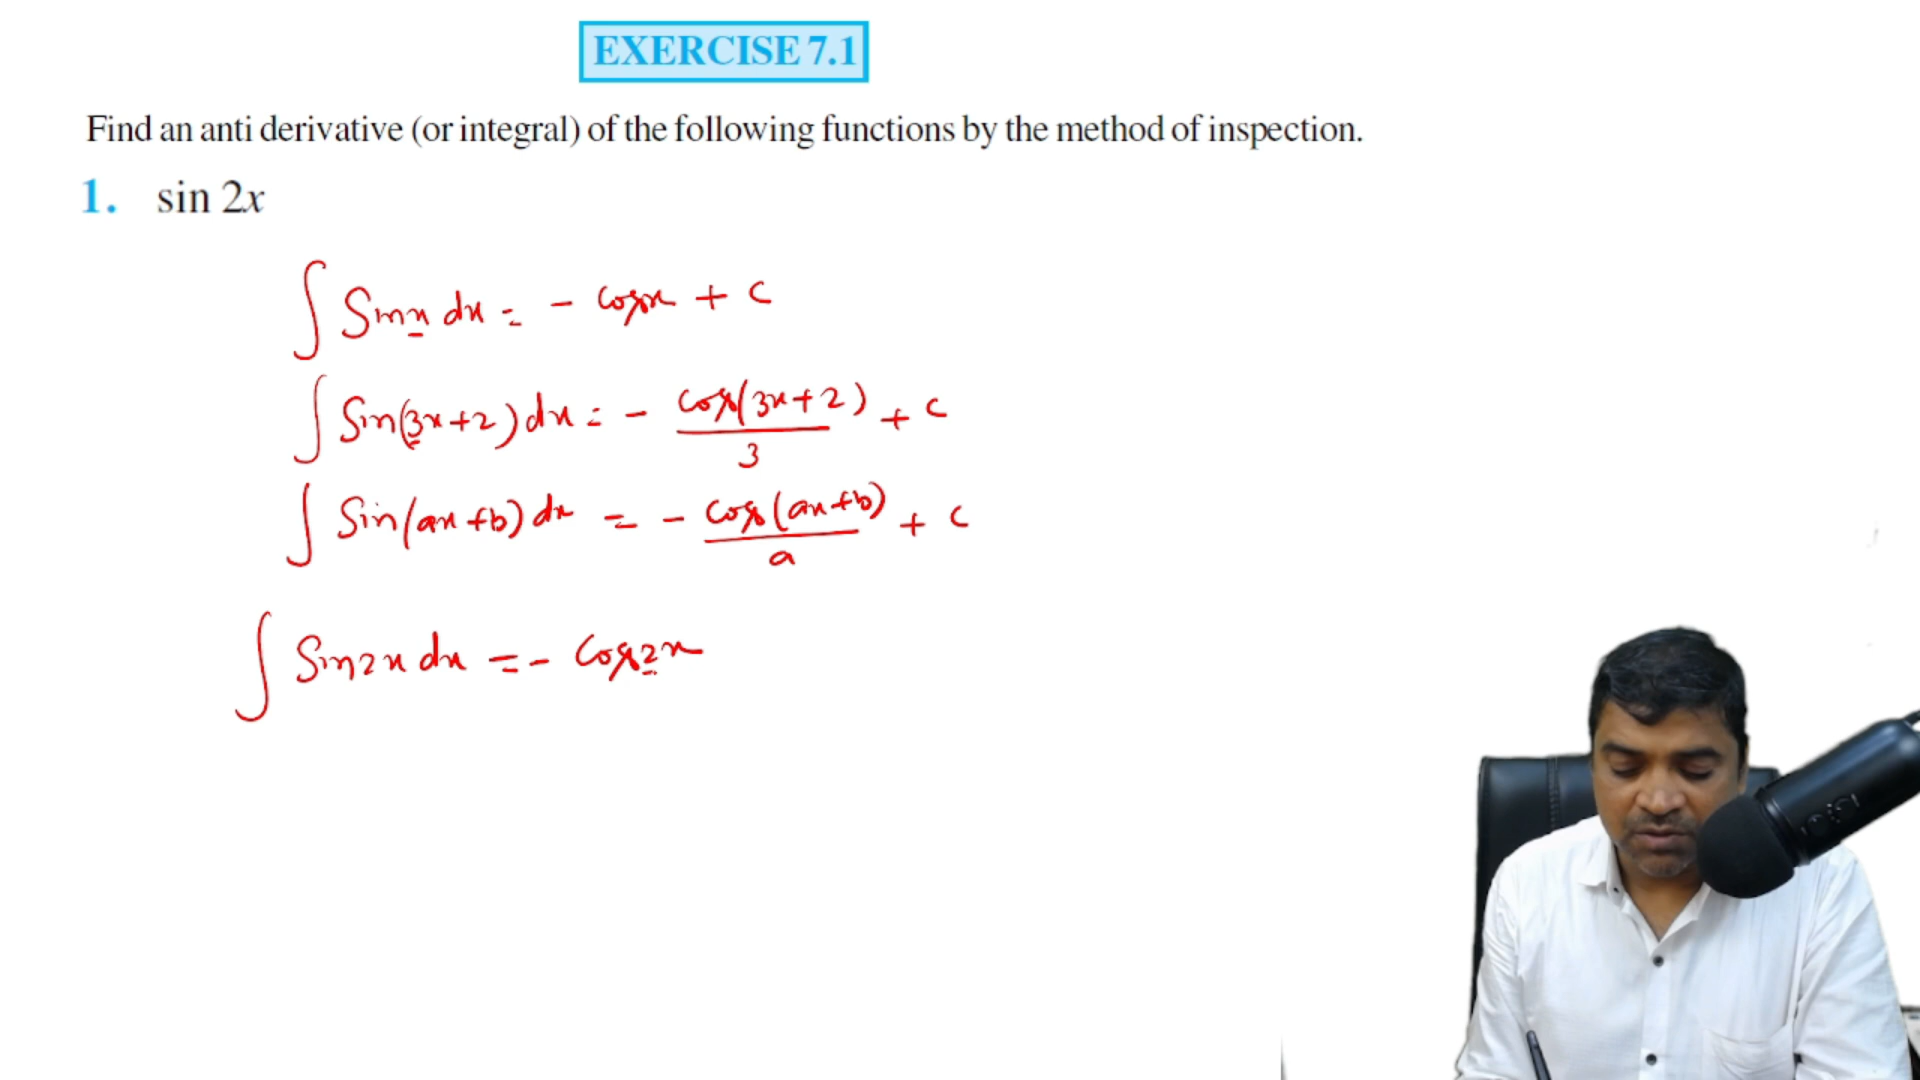 EXERCISE 7.1
Find an anti derivative (or integral) of the following functions by the method of inspection.
1. sin 2x
∫ Sinx dx = - cosx + c
∫ Sin(3x+2) dx = - cos(3x+2)/3 + c
∫ Sin(ax+b) dx = - cos(ax+b)/a + c
∫ Sin2x dx = - Cos2x